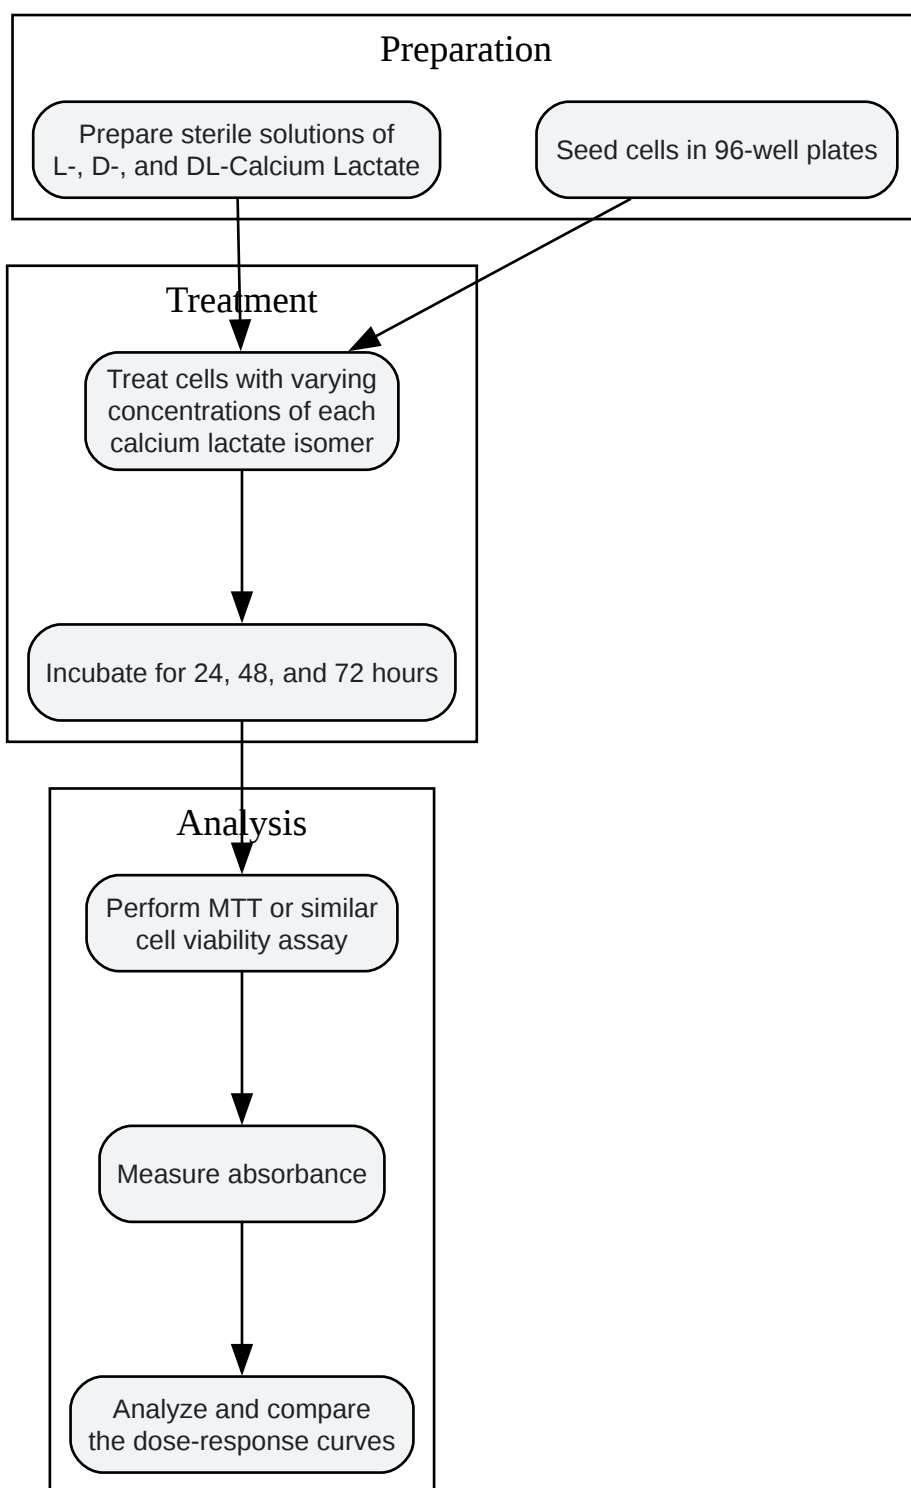 Preparation
Prepare sterile solutions of
L-, D-, and DL-Calcium Lactate
Seed cells in 96-well plates
Treatment
Treat cells with varying
concentrations of each
calcium lactate isomer
Incubate for 24, 48, and 72 hours
Analysis
Perform MTT or similar
cell viability assay
Measure absorbance
Analyze and compare
the dose-response curves